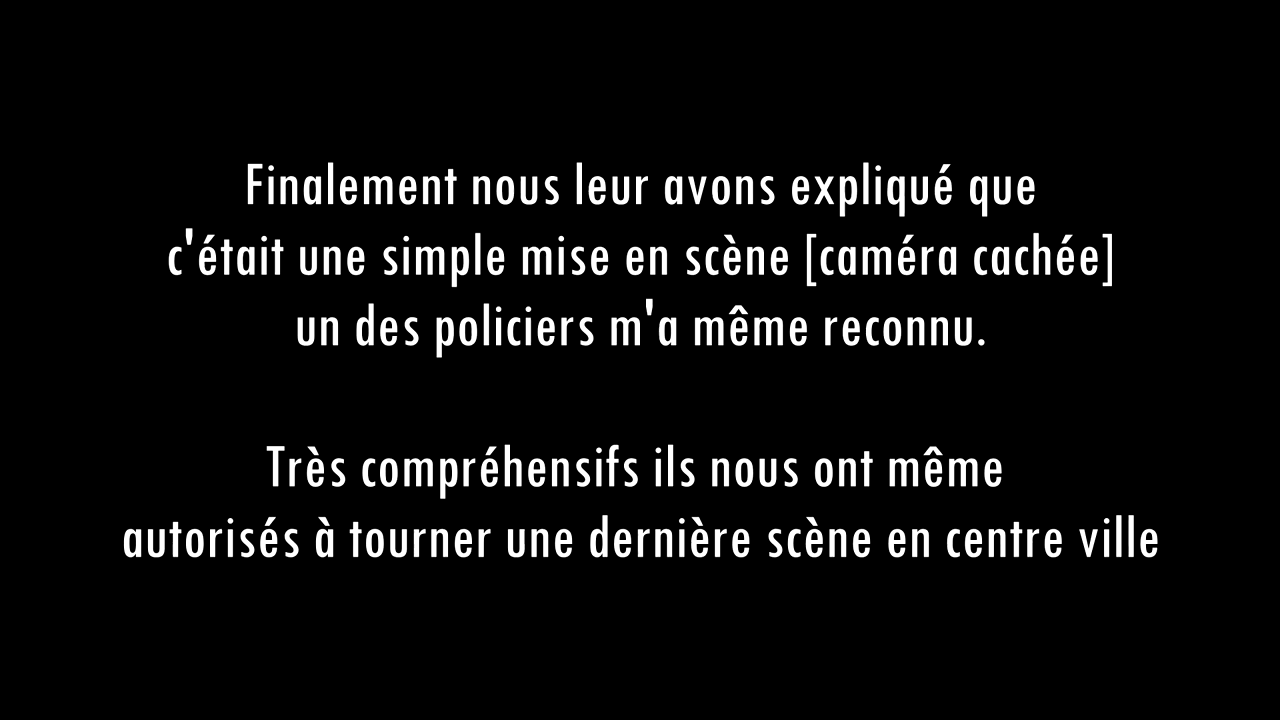 Finalement nous leur avons expliqué que
c'était une simple mise en scène [caméra cachée]
un des policiers m'a même reconnu.
Très compréhensifs ils nous ont même
autorisés à tourner une dernière scène en centre ville